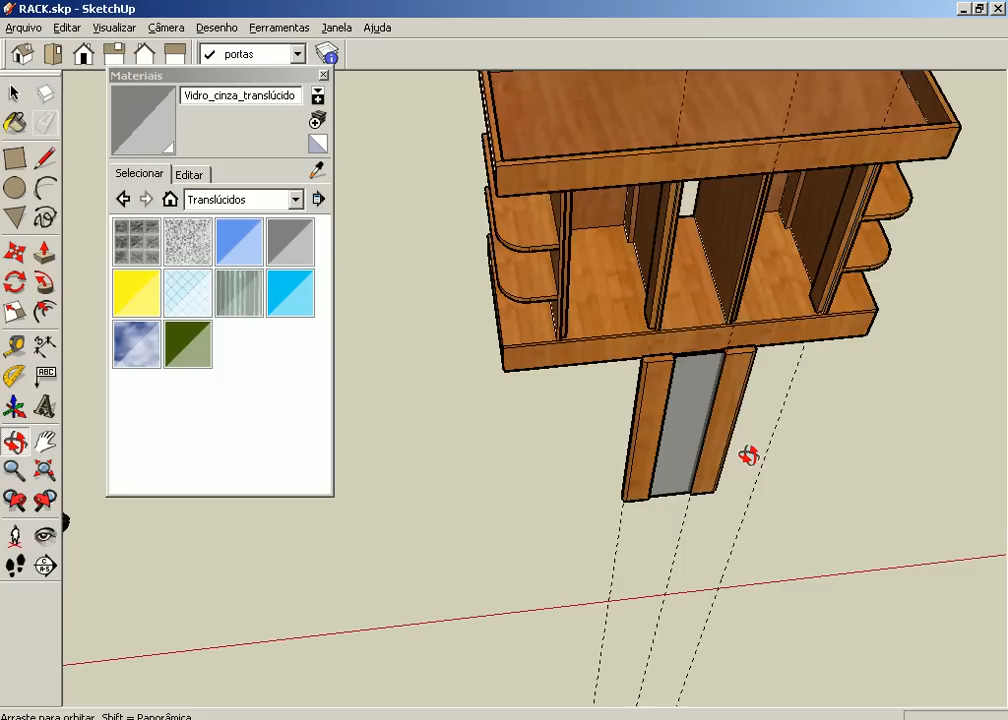 RACK.skp - SketchUp
Arquivo Editar Visualizar Câmera Desenho Ferramentas Janela Ajuda
portas
Materiais
Vidro_cinza_translúcido
Selecionar Editar
Translúcidos
ABC
Arraste para orbitar. Shift = Panorâmica